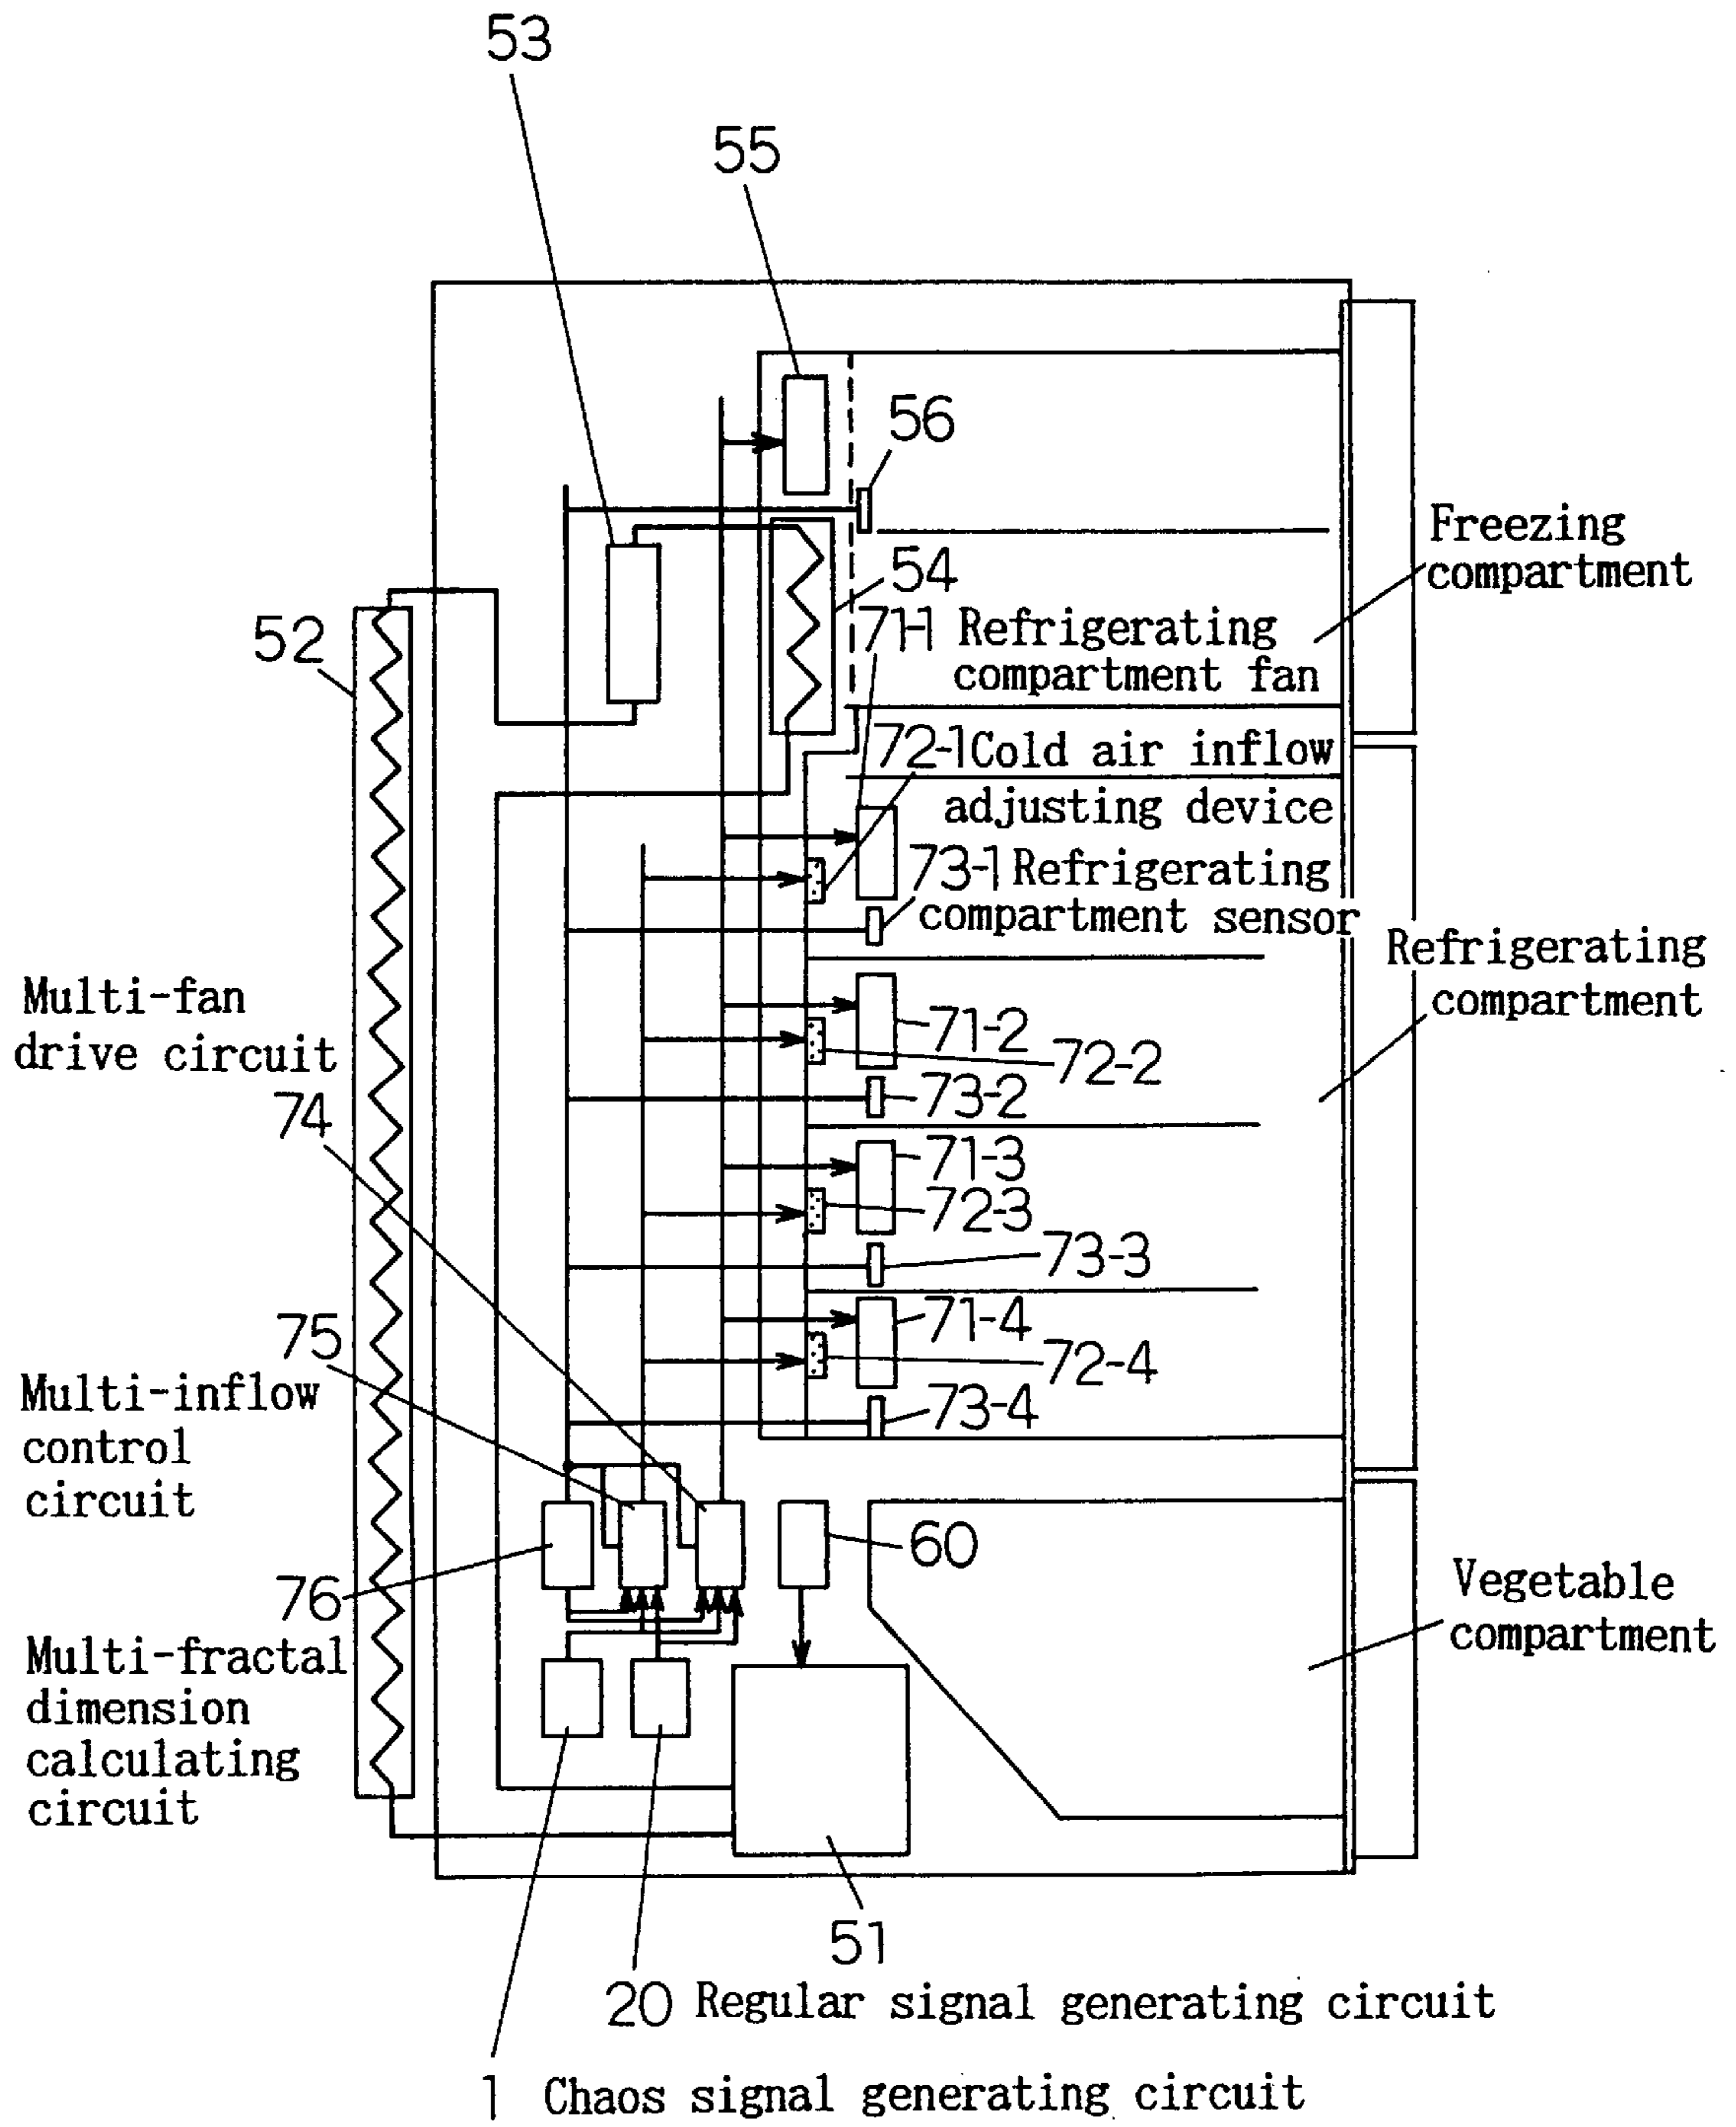 53
55
56
Freezing
compartment
54
52
71-1 Refrigerating
compartment fan
72-1 Cold air inflow
adjusting device
73-1 Refrigerating
compartment sensor
Refrigerating
compartment
Multi-fan
drive circuit
74
71-2
72-2
73-2
71-3
72-3
73-3
71-4
72-4
73-4
75
Multi-inflow
control
circuit
60
76
Multi-fractal
dimension
calculating
circuit
Vegetable
compartment
51
20 Regular signal generating circuit
1 Chaos signal generating circuit